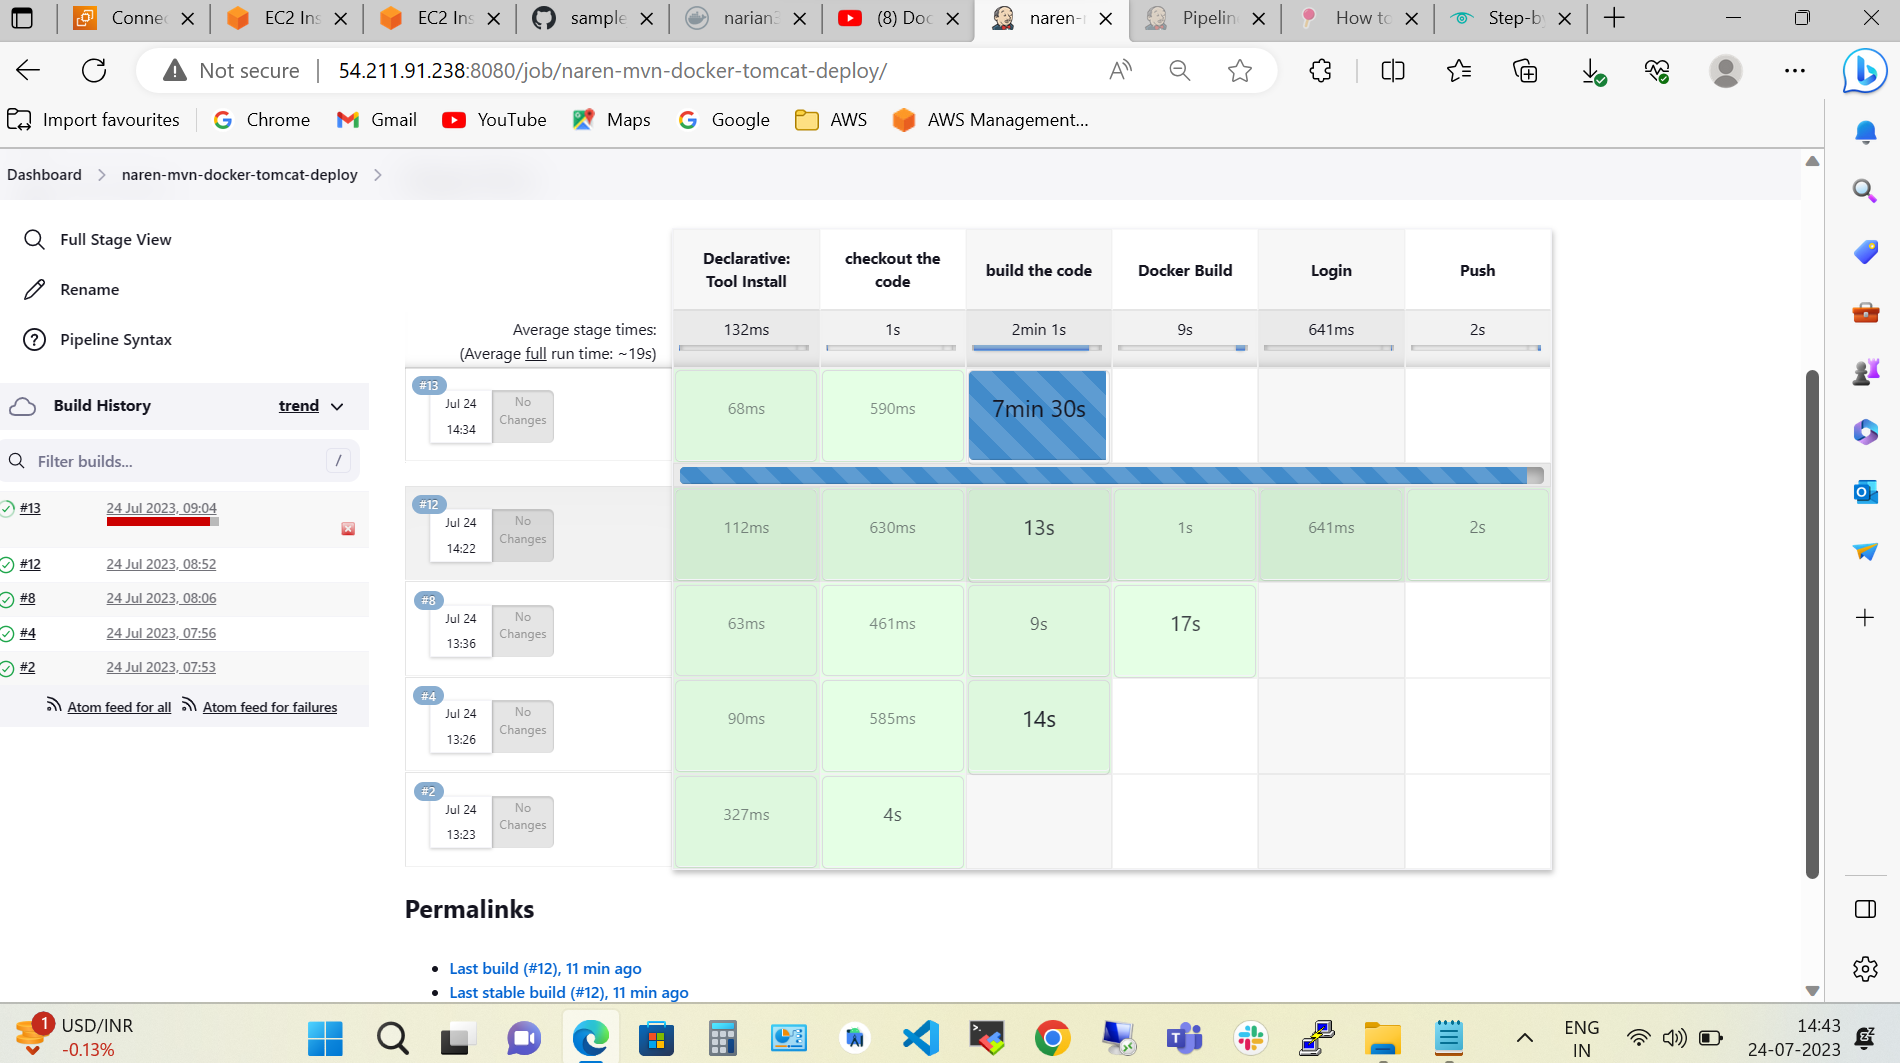 Connec
EC2 Ins
EC2 Ins
sample
narian3
(8) Doc
naren-r
Pipelin
How to
Step-by
Not secure
54.211.91.238:8080/job/naren-mvn-docker-tomcat-deploy/
Import favourites
Chrome
Gmail
YouTube
Maps
Google
AWS
AWS Management...
Dashboard
naren-mvn-docker-tomcat-deploy
Full Stage View
Rename
Pipeline Syntax
Build History
trend
Filter builds...
/
#13
24 Jul 2023, 09:04
#12
24 Jul 2023, 08:52
#8
24 Jul 2023, 08:06
#4
24 Jul 2023, 07:56
#2
24 Jul 2023, 07:53
Atom feed for all
Atom feed for failures
Declarative:
Tool Install
checkout the
code
build the code
Docker Build
Login
Push
Average stage times:
(Average full run time: ~19s)
132ms
1s
2min 1s
9s
641ms
2s
#13
Jul 24
14:34
No
Changes
68ms
590ms
7min 30s
#12
Jul 24
14:22
No
Changes
112ms
630ms
13s
1s
641ms
2s
#8
Jul 24
13:36
No
Changes
63ms
461ms
9s
17s
#4
Jul 24
13:26
No
Changes
90ms
585ms
14s
#2
Jul 24
13:23
No
Changes
327ms
4s
Permalinks
Last build (#12), 11 min ago
Last stable build (#12), 11 min ago
1
USD/INR
-0.13%
ENG
IN
14:43
24-07-2023